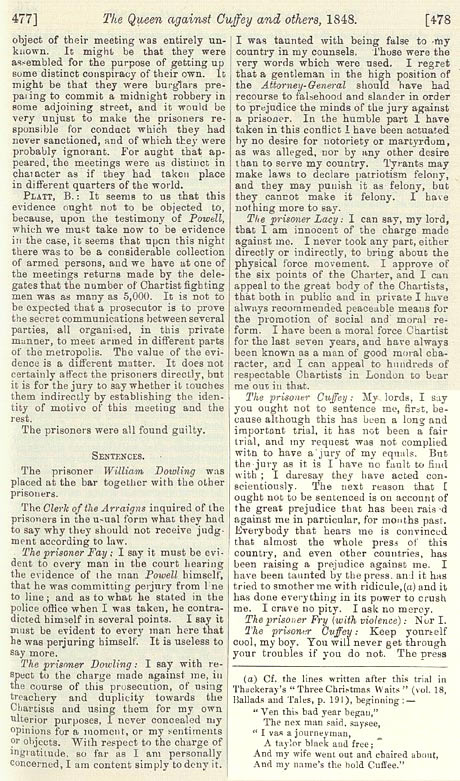 477] The Queen against Cuffey and others, 1848. [478
object of their meeting was entirely un-
known. It might be that they were
assembled for the purpose of getting up
some distinct conspiracy of their own. It
might be that they were burglars pre-
paring to commit a midnight robbery in
some adjoining street, and it would be
very unjust to make the prisoners re-
sponsible for conduct which they had
never sanctioned, and of which they were
probably ignorant. For aught that ap-
peared, the meetings were as distinct in
character as if they had taken place
in different quarters of the world.
PLATT, B.: It seems to us that this
evidence ought not to be objected to,
because, upon the testimony of Powell,
which we must take now to be evidence
in the case, it seems that upon this night
there was to be a considerable collection
of armed persons, and we have at one of
the meetings returns made by the dele-
gates that the number of Chartist fighting
men was as many as 5,000. It is not to
be expected that a prosecutor is to prove
the secret communications between several
parties, all organised, in this private
manner, to meet armed in different parts
of the metropolis. The value of the evi-
dence is a different matter. It does not
certainly affect the prisoners directly, but
it is for the jury to say whether it touches
them indirectly by establishing the iden-
tity of motive of this meeting and the
rest.
The prisoners were all found guilty.
SENTENCES.
The prisoner William Dowling was
placed at the bar together with the other
prisoners.
The Clerk of the Arraigns inquired of the
prisoners in the usual form what they had
to say why they should not receive judg-
ment according to law.
The prisoner Fay: I say it must be evi-
dent to every man in the court hearing
the evidence of the man Powell himself,
that he was committing perjury from line
to line; and as to what he stated in the
police office when I was taken, he contra-
dicted himself in several points. I say it
must be evident to every man here that
he was perjuring himself. It is useless to
say more.
The prisoner Dowling: I say with re-
spect to the charge made against me, in
the course of this prosecution, of using
treachery and duplicity towards the
Chartists and using them for my own
ulterior purposes, I never concealed my
opinions for a moment, or my sentiments
or objects. With respect to the charge of
ingratitude, so far as I am personally
concerned, I am content simply to deny it.
I was taunted with being false to my
country in my counsels. Those were the
very words which were used. I regret
that a gentleman in the high position of
the Attorney-General should have had
recourse to falsehood and slander in order
to prejudice the minds of the jury against
a prisoner. In the humble part I have
taken in this conflict I have been actuated
by no desire for notoriety or martyrdom,
as was alleged, nor by any other desire
than to serve my country. Tyrants may
make laws to declare patriotism felony,
and they may punish it as felony, but
they cannot make it felony. I have
nothing more to say.
The prisoner Lacy: I can say, my lord,
that I am innocent of the charge made
against me. I never took any part, either
directly or indirectly, to bring about the
physical force movement. I approve of
the six points of the Charter, and I can
appeal to the great body of the Chartists,
that both in public and in private I have
always recommended peaceable means for
the promotion of social and moral re-
form. I have been a moral force Chartist
for the last seven years, and have always
been known as a man of good moral cha-
racter, and I can appeal to hundreds of
respectable Chartists in London to bear
me out in that.
The prisoner Cuffey: My lords, I say
you ought not to sentence me, first, be-
cause although this has been a long and
important trial, it has not been a fair
trial, and my request was not complied
with to have a jury of my equals. But
the jury as it is I have no fault to find
with; I daresay they have acted con-
scientiously. The next reason that I
ought not to be sentenced is on account of
the great prejudice that has been raised
against me in particular, for months past.
Everybody that hears me is convinced
that almost the whole press of this
country, and even other countries, has
been raising a prejudice against me. I
have been taunted by the press, and it has
tried to smother me with ridicule,(a) and it
has done everything in its power to crush
me. I crave no pity. I ask no mercy.
The prisoner Fry (with violence): Nor I.
The prisoner Cuffey: Keep yourself
cool, my boy. You will never get through
your troubles if you do not. The press
(a) Cf. the lines written after this trial in
Thackeray's "Three Christmas Waits" (vol. 18,
Ballads and Tales, p. 191), beginning:—
"Ven this bad year began,"
The nex man said, saysee,
"I vas a journeyman,
A taylor black and free;
And my wife went out and chaired about,
And my name's the bold Cuffee."